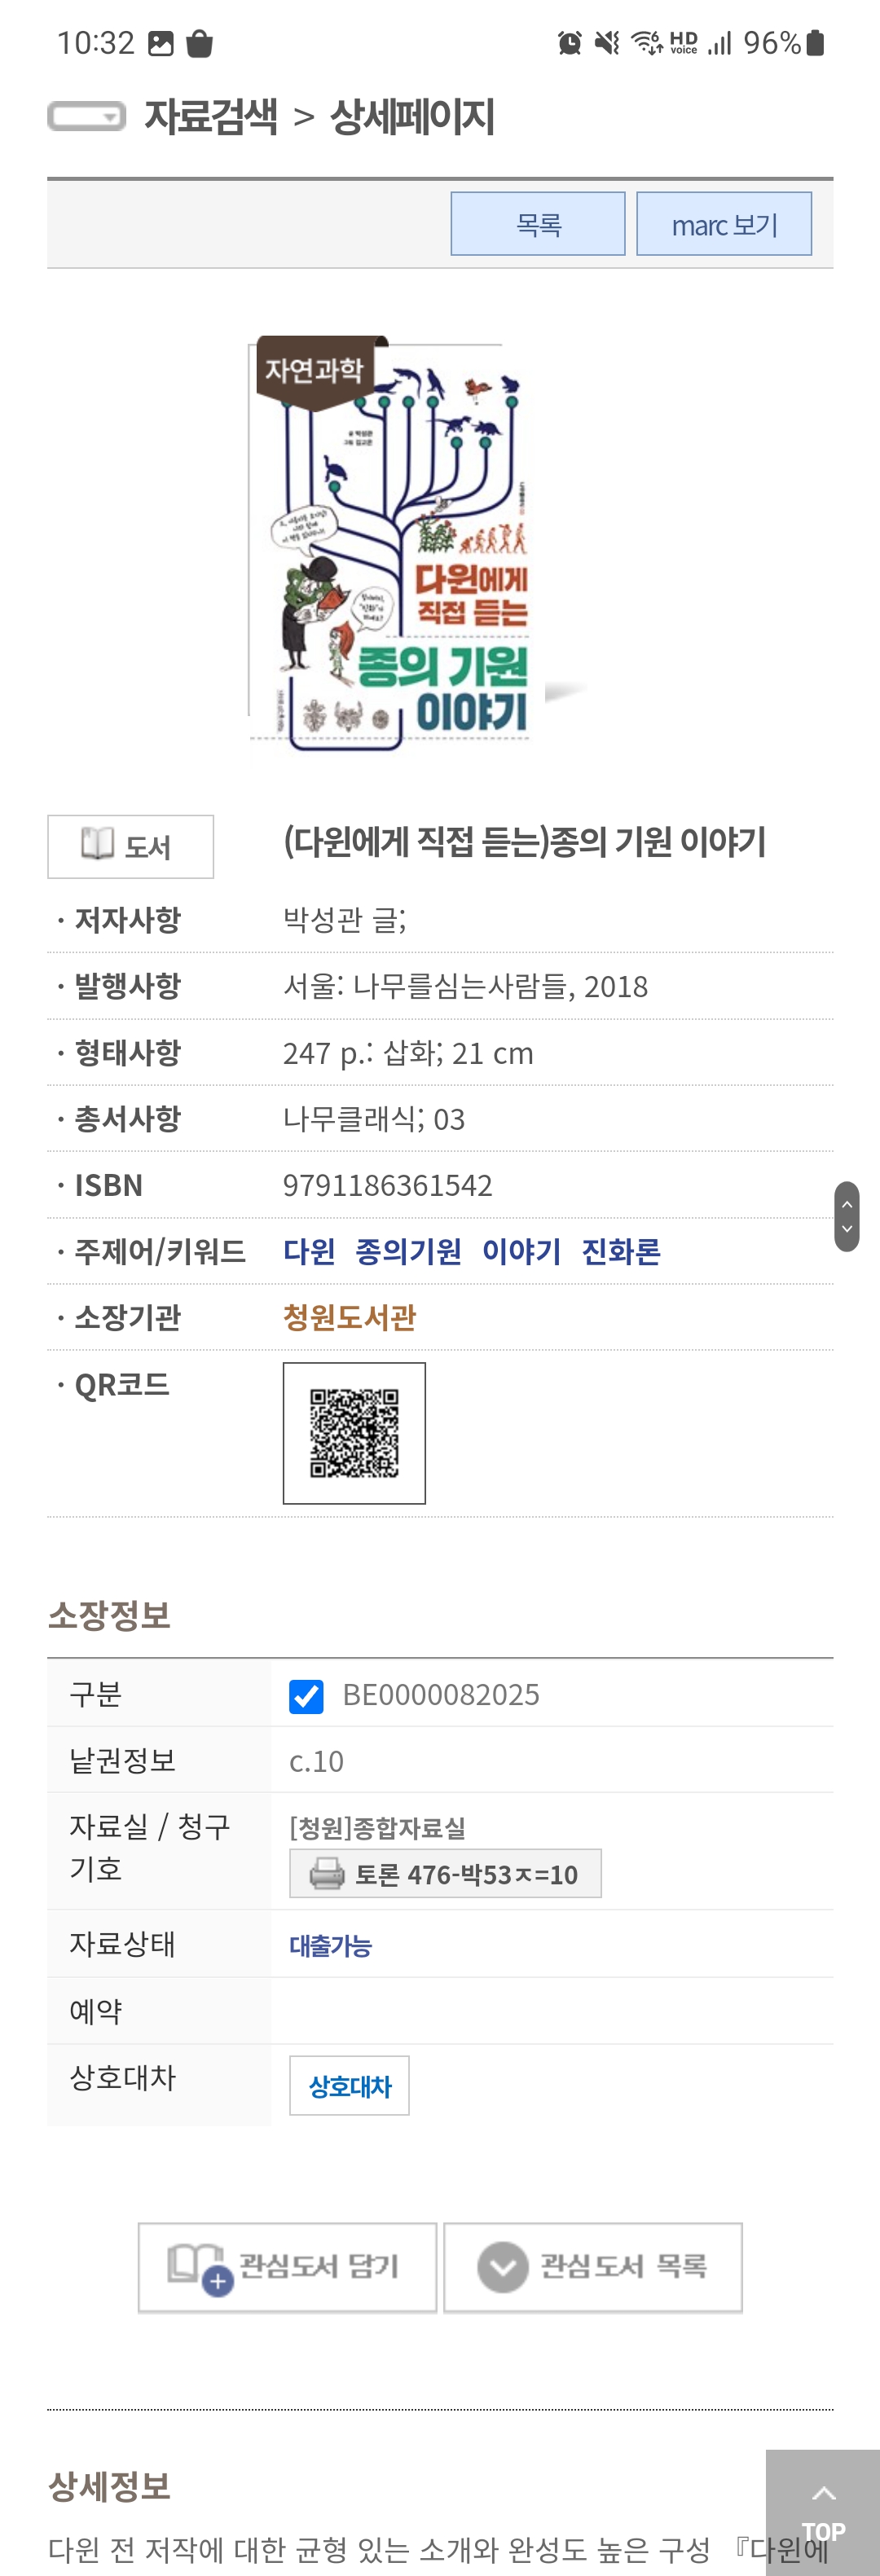 10:32 HD voice 96%
자료검색 > 상세페이지
목록 marc 보기
자연과학
글 박성관
그림 김고은
다윈에게
직접 듣는
종의 기원
이야기
도서 (다윈에게 직접 듣는)종의 기원 이야기
· 저자사항 박성관 글;
· 발행사항 서울: 나무를심는사람들, 2018
· 형태사항 247 p.: 삽화; 21 cm
· 총서사항 나무클래식; 03
· ISBN 9791186361542
· 주제어/키워드 다윈 종의기원 이야기 진화론
· 소장기관 청원도서관
· QR코드
소장정보
구분 BE0000082025
낱권정보 c.10
자료실 / 청구 [청원]종합자료실
기호 토론 476-박53ㅈ=10
자료상태 대출가능
예약
상호대차 상호대차
관심도서 담기 관심도서 목록
상세정보
TOP
다윈 전 저작에 대한 균형 있는 소개와 완성도 높은 구성 『다윈에